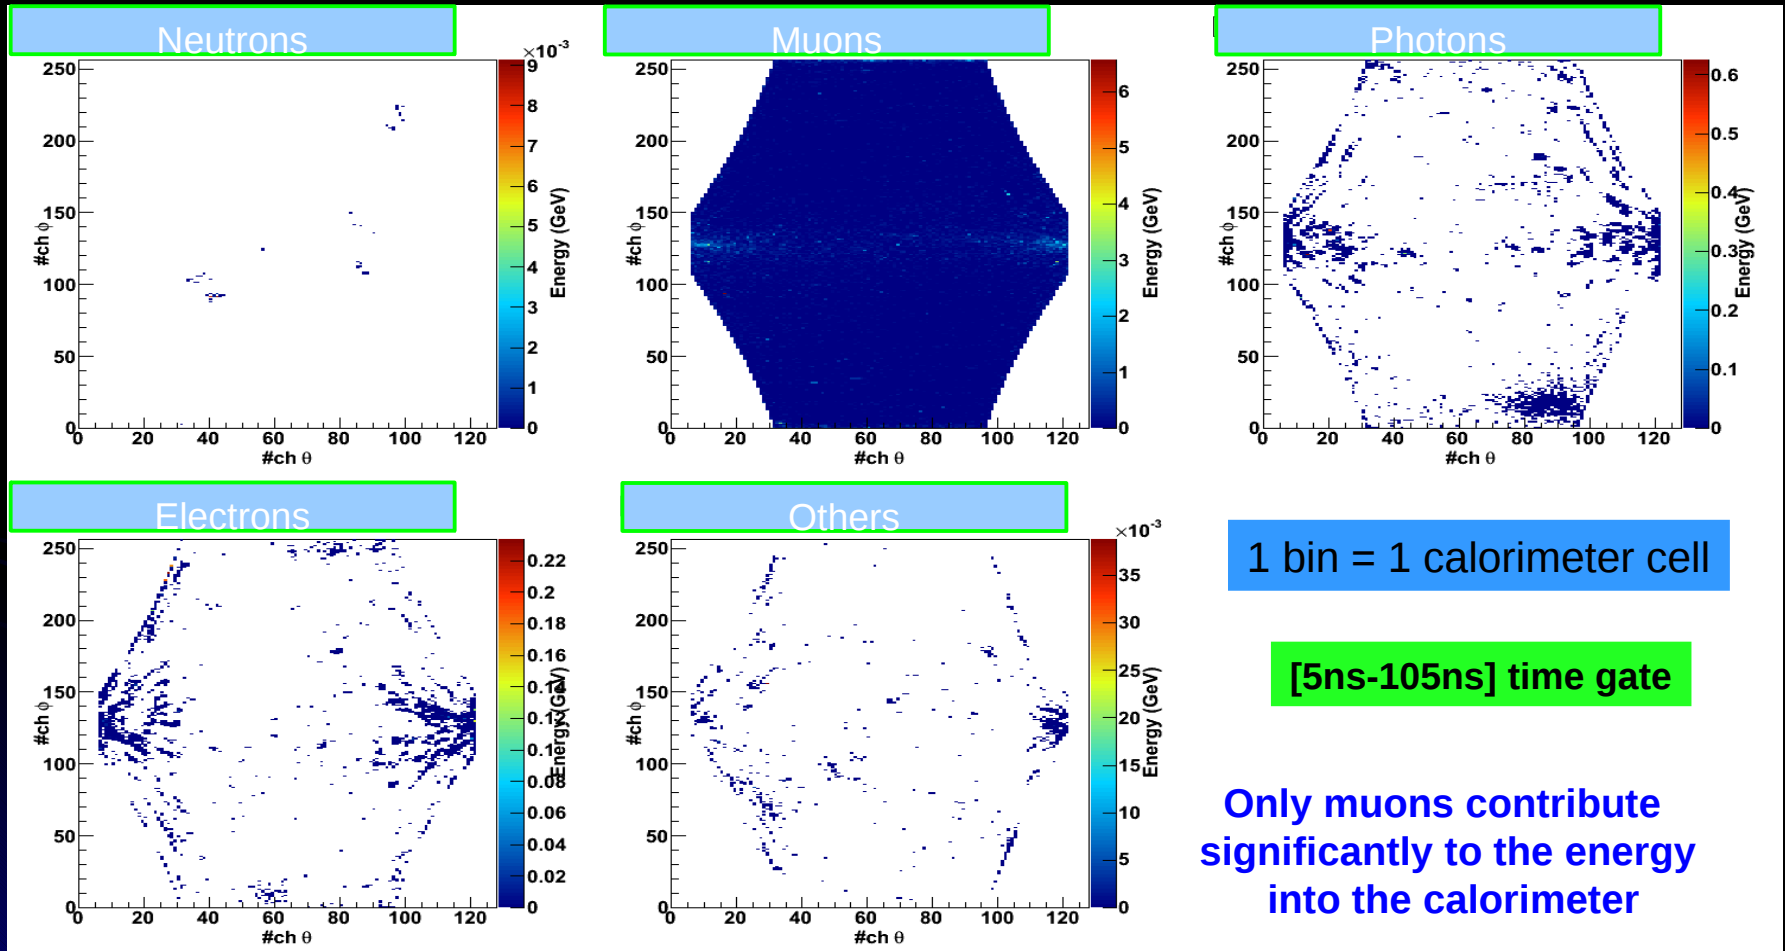 Neutrons
×10⁻³
250
200
150
100
50
0
0 20 40 60 80 100 120
#ch ϕ
#ch θ
9
8
7
6
5
4
3
2
1
0
Energy (GeV)
Muons
250
200
150
100
50
0
0 20 40 60 80 100 120
#ch ϕ
#ch θ
6
5
4
3
2
1
0
Energy (GeV)
Photons
250
200
150
100
50
0
0 20 40 60 80 100 120
#ch ϕ
#ch θ
0.6
0.5
0.4
0.3
0.2
0.1
0
Energy (GeV)
Electrons
250
200
150
100
50
0
0 20 40 60 80 100 120
#ch ϕ
#ch θ
0.22
0.2
0.18
0.16
0.14
0.12
0.1
0.08
0.06
0.04
0.02
0
Energy (GeV)
Others
×10⁻³
250
200
150
100
50
0
0 20 40 60 80 100 120
#ch ϕ
#ch θ
35
30
25
20
15
10
5
0
Energy (GeV)
1 bin = 1 calorimeter cell
[5ns-105ns] time gate
Only muons contribute
significantly to the energy
into the calorimeter